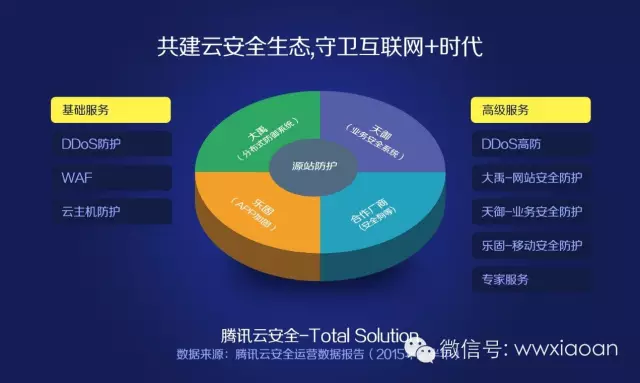 共建云安全生态,守卫互联网+时代
基础服务
DDoS防护
WAF
云主机防护
大禹
(分布式防御系统)
天御
(业务安全系统)
源站防护
乐固
(APP加固)
合作厂商
(安全狗等)
高级服务
DDoS高防
大禹-网站安全防护
天御-业务安全防护
乐固-移动安全防护
专家服务
腾讯云安全-Total Solution
数据来源:腾讯云安全运营数据报告(2015
微信号: wwxiaoan